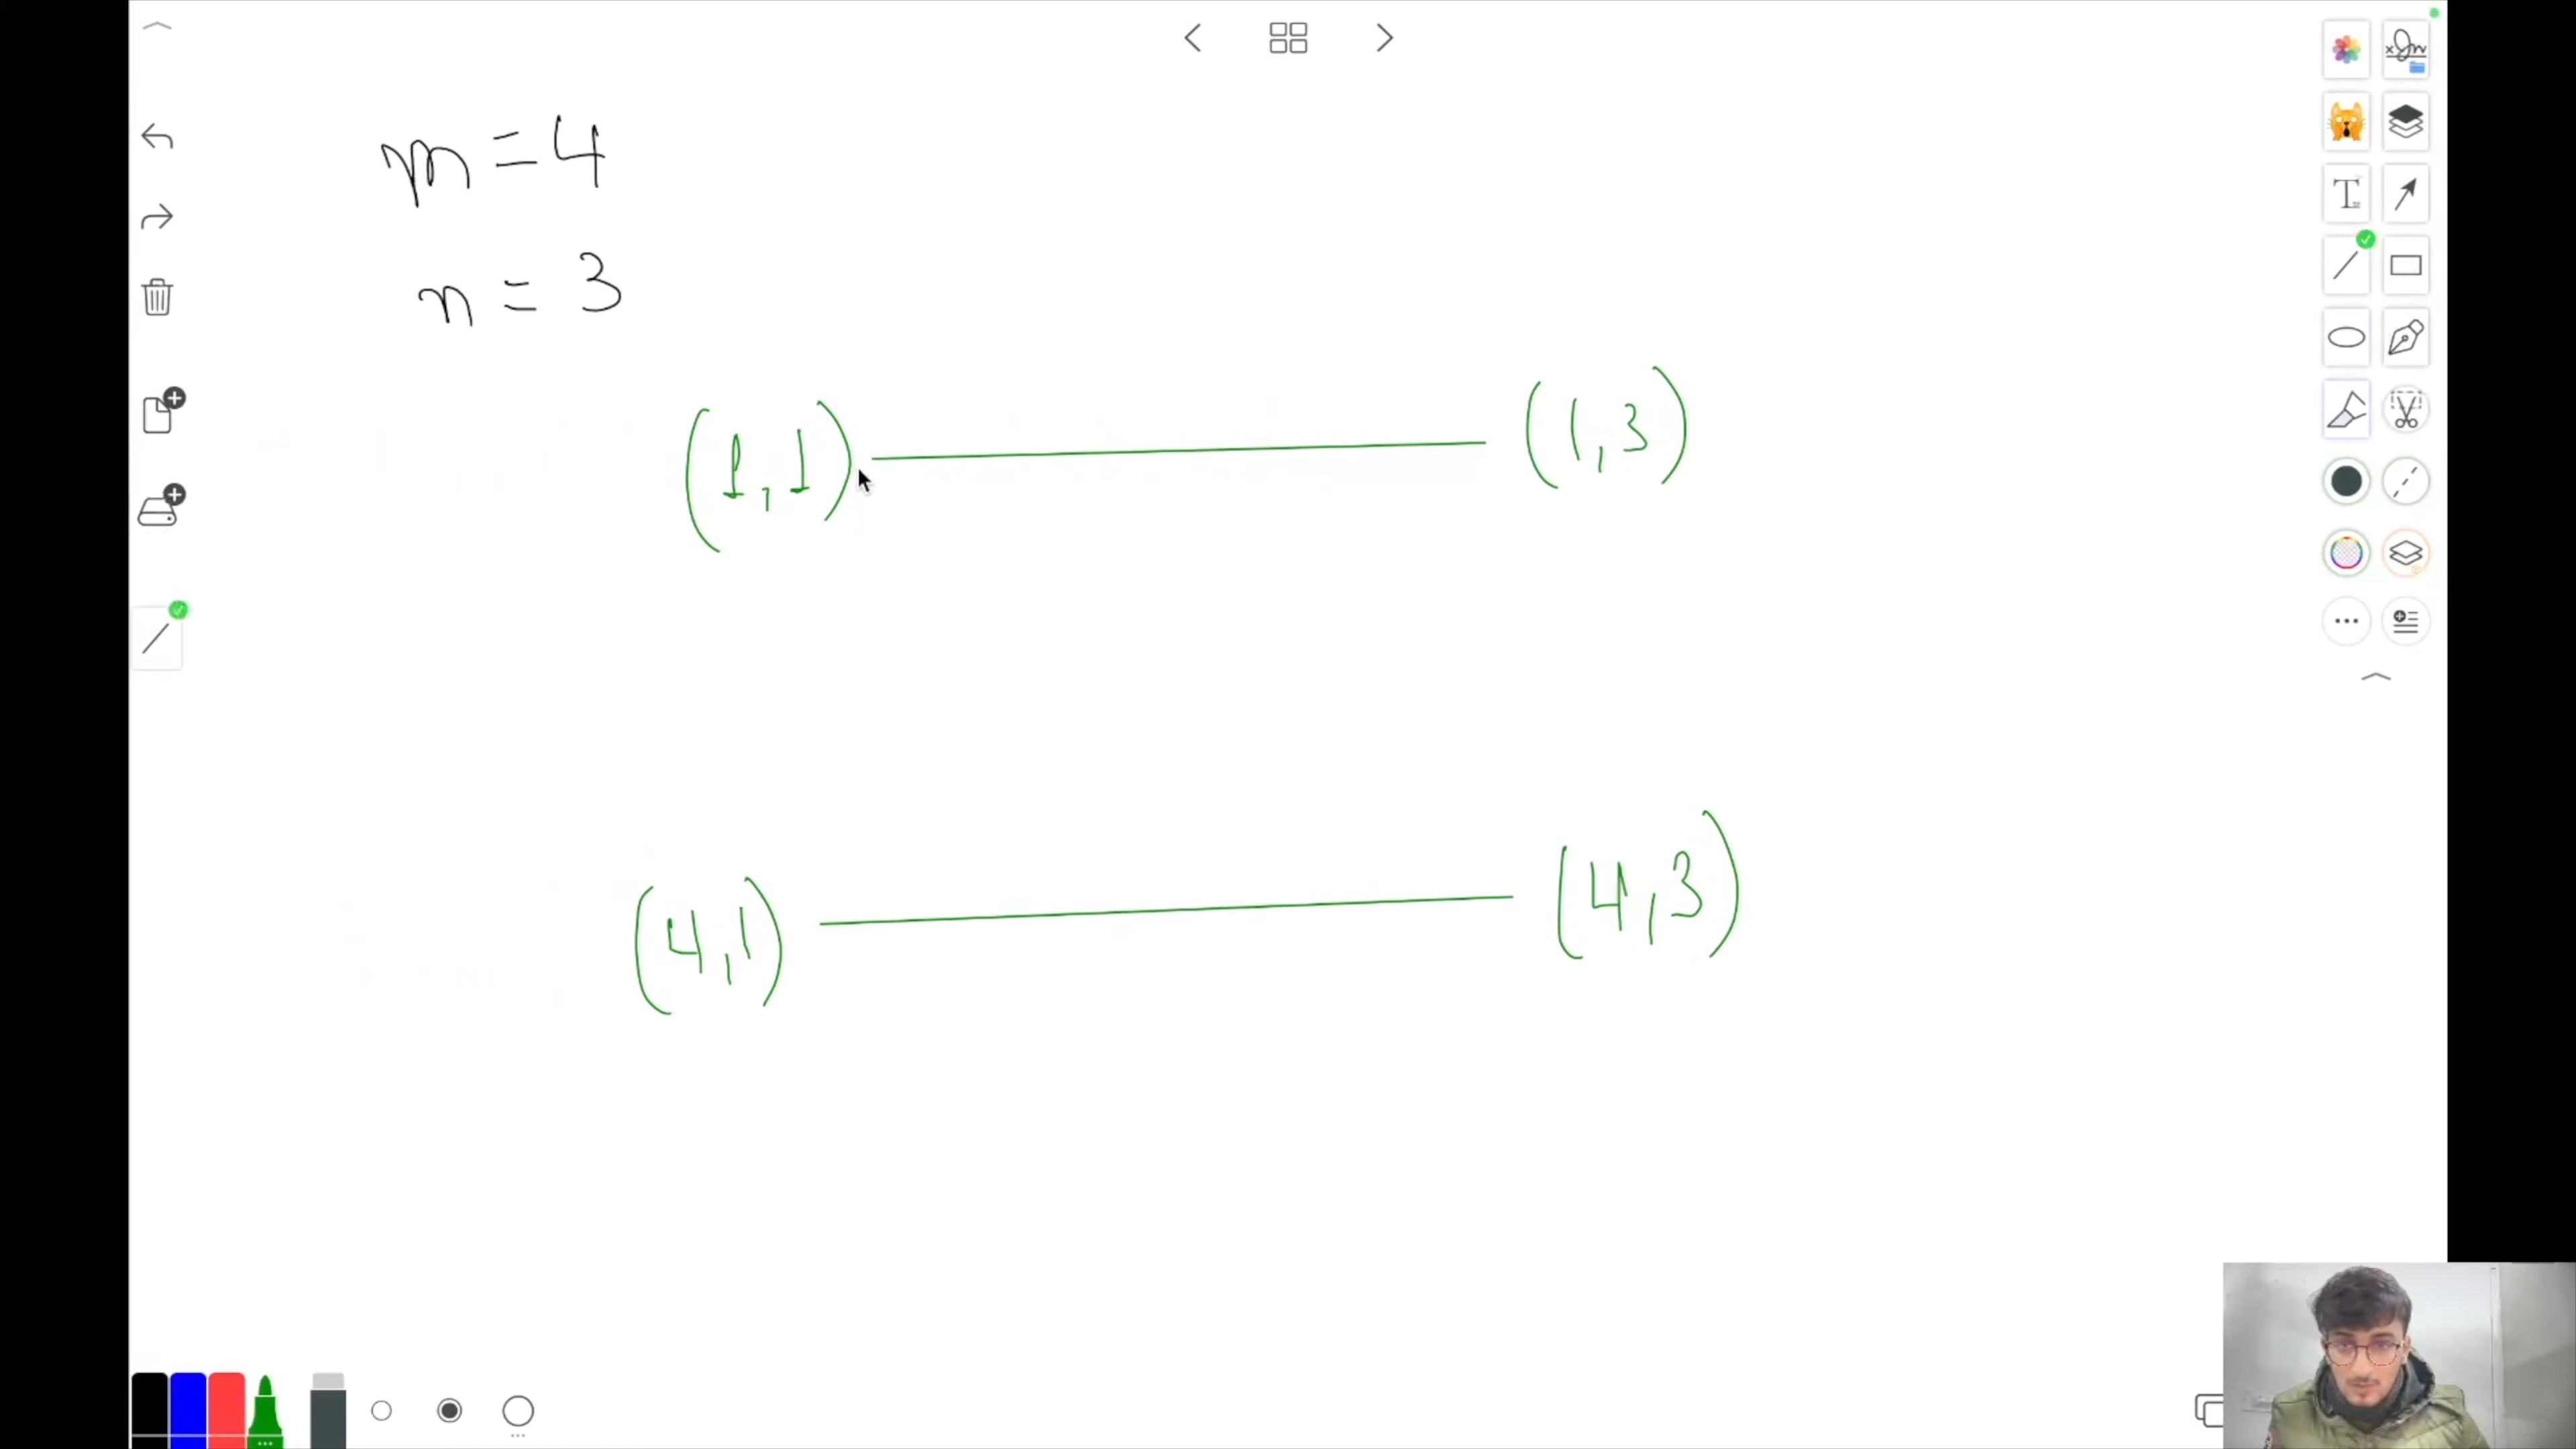 m = 4
n = 3
(1,1) (1,3)
(4,1) (4,3)